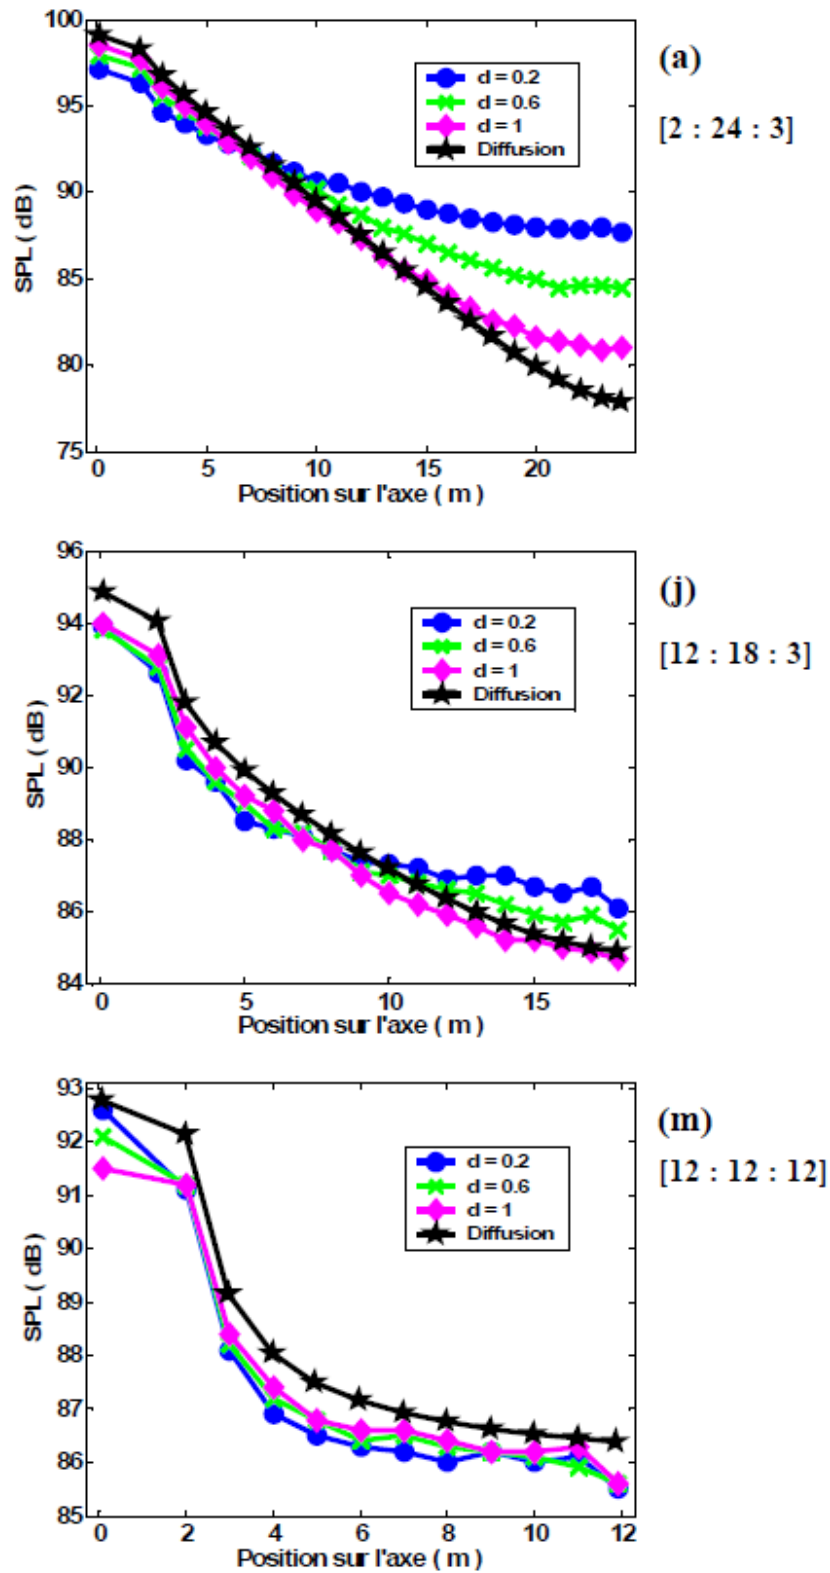 100
95
90
85
80
75
SPL ( dB)
d = 0.2
d = 0.6
d = 1
Diffusion
0 5 10 15 20
Position sur l'axe ( m )
(a)
[2 : 24 : 3]
96
94
92
90
88
86
84
SPL ( dB)
d = 0.2
d = 0.6
d = 1
Diffusion
0 5 10 15
Position sur l'axe ( m )
(j)
[12 : 18 : 3]
93
92
91
90
89
88
87
86
85
SPL ( dB)
d = 0.2
d = 0.6
d = 1
Diffusion
0 2 4 6 8 10 12
Position sur l'axe ( m )
(m)
[12 : 12 : 12]